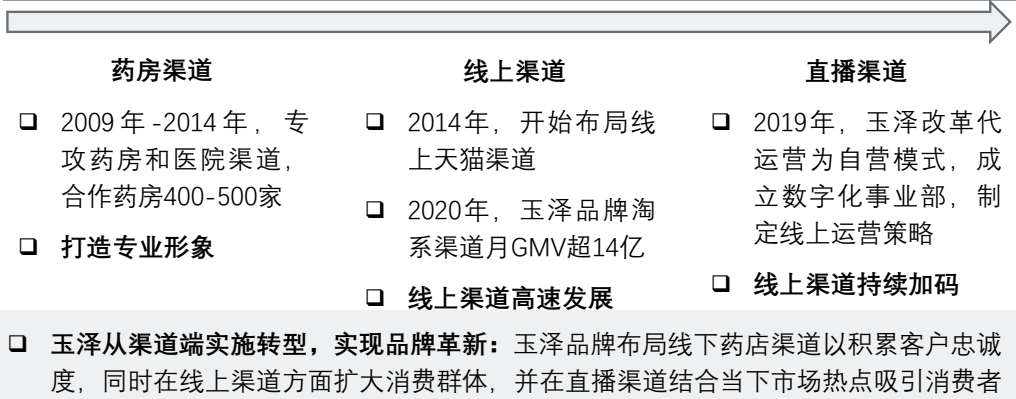 药房渠道
2009年-2014年，专
攻药房和医院渠道，
合作药房400-500家
打造专业形象
线上渠道
2014年，开始布局线
上天猫渠道
2020年，玉泽品牌淘
系渠道月GMV超14亿
线上渠道高速发展
直播渠道
2019年，玉泽改革代
运营为自营模式，成
立数字化事业部，制
定线上运营策略
线上渠道持续加码
玉泽从渠道端实施转型，实现品牌革新：玉泽品牌布局线下药店渠道以积累客户忠诚
度，同时在线上渠道方面扩大消费群体，并在直播渠道结合当下市场热点吸引消费者